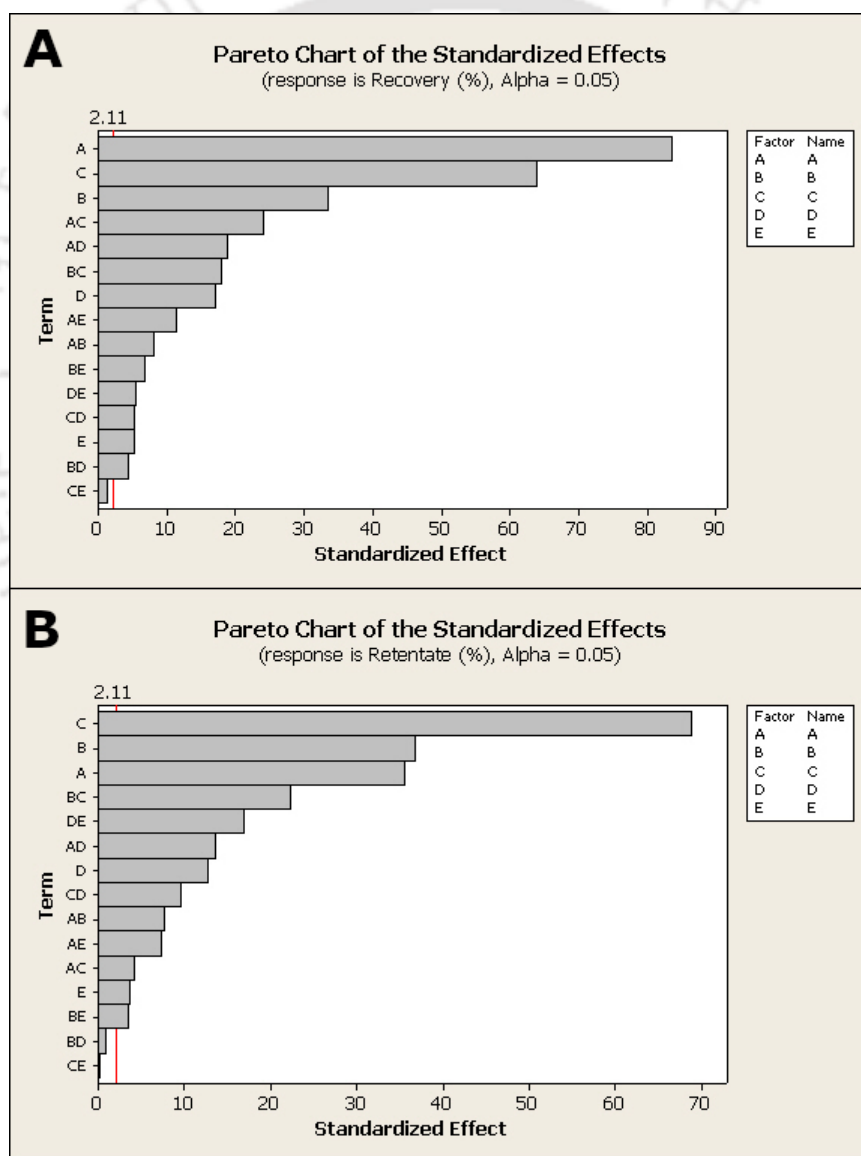 A
Pareto Chart of the Standardized Effects
(response is Recovery (%), Alpha = 0.05)
2.11
A
C
B
AC
AD
BC
D
AE
AB
BE
DE
CD
E
BD
CE
Term
0 10 20 30 40 50 60 70 80 90
Standardized Effect
Factor Name
A A
B B
C C
D D
E E
B
Pareto Chart of the Standardized Effects
(response is Retentate (%), Alpha = 0.05)
2.11
C
B
A
BC
DE
AD
D
CD
AB
AE
AC
E
BE
BD
CE
Term
0 10 20 30 40 50 60 70
Standardized Effect
Factor Name
A A
B B
C C
D D
E E